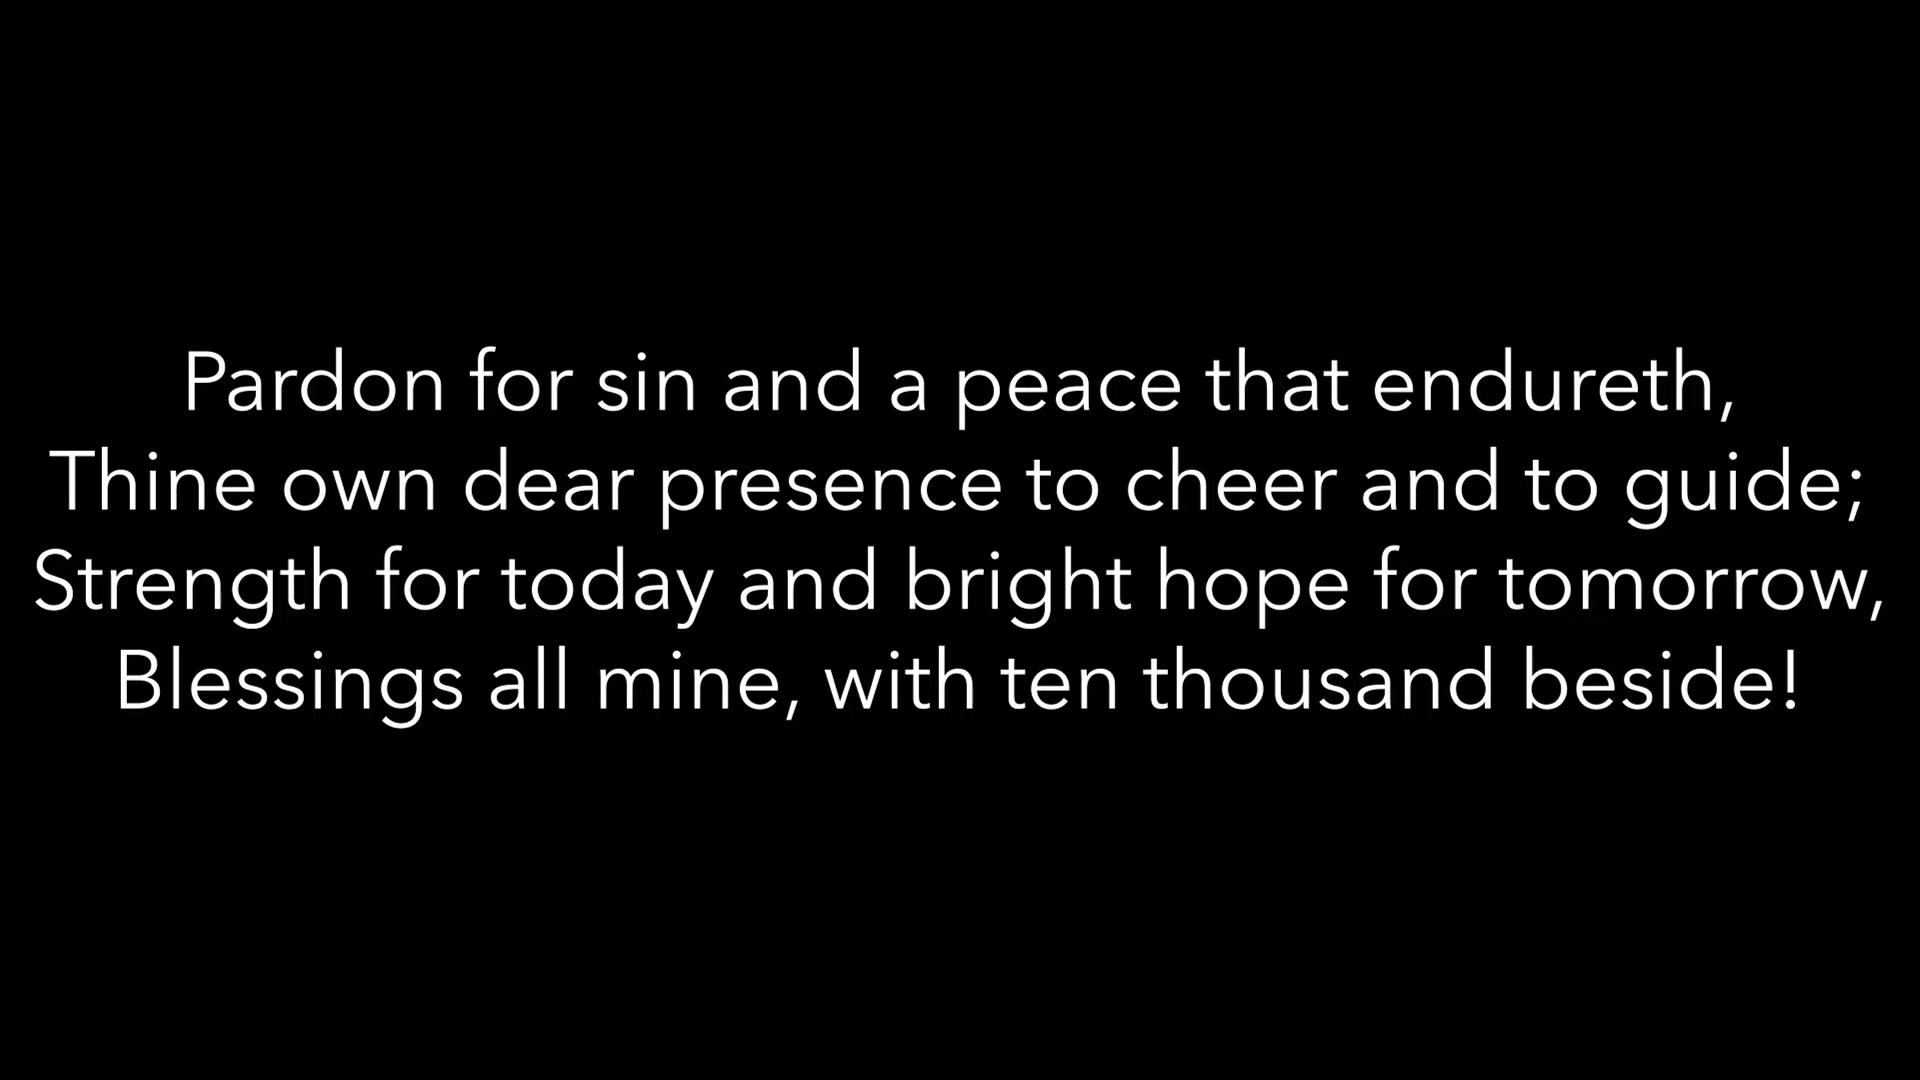 Pardon for sin and a peace that endureth,
Thine own dear presence to cheer and to guide;
Strength for today and bright hope for tomorrow,
Blessings all mine, with ten thousand beside!